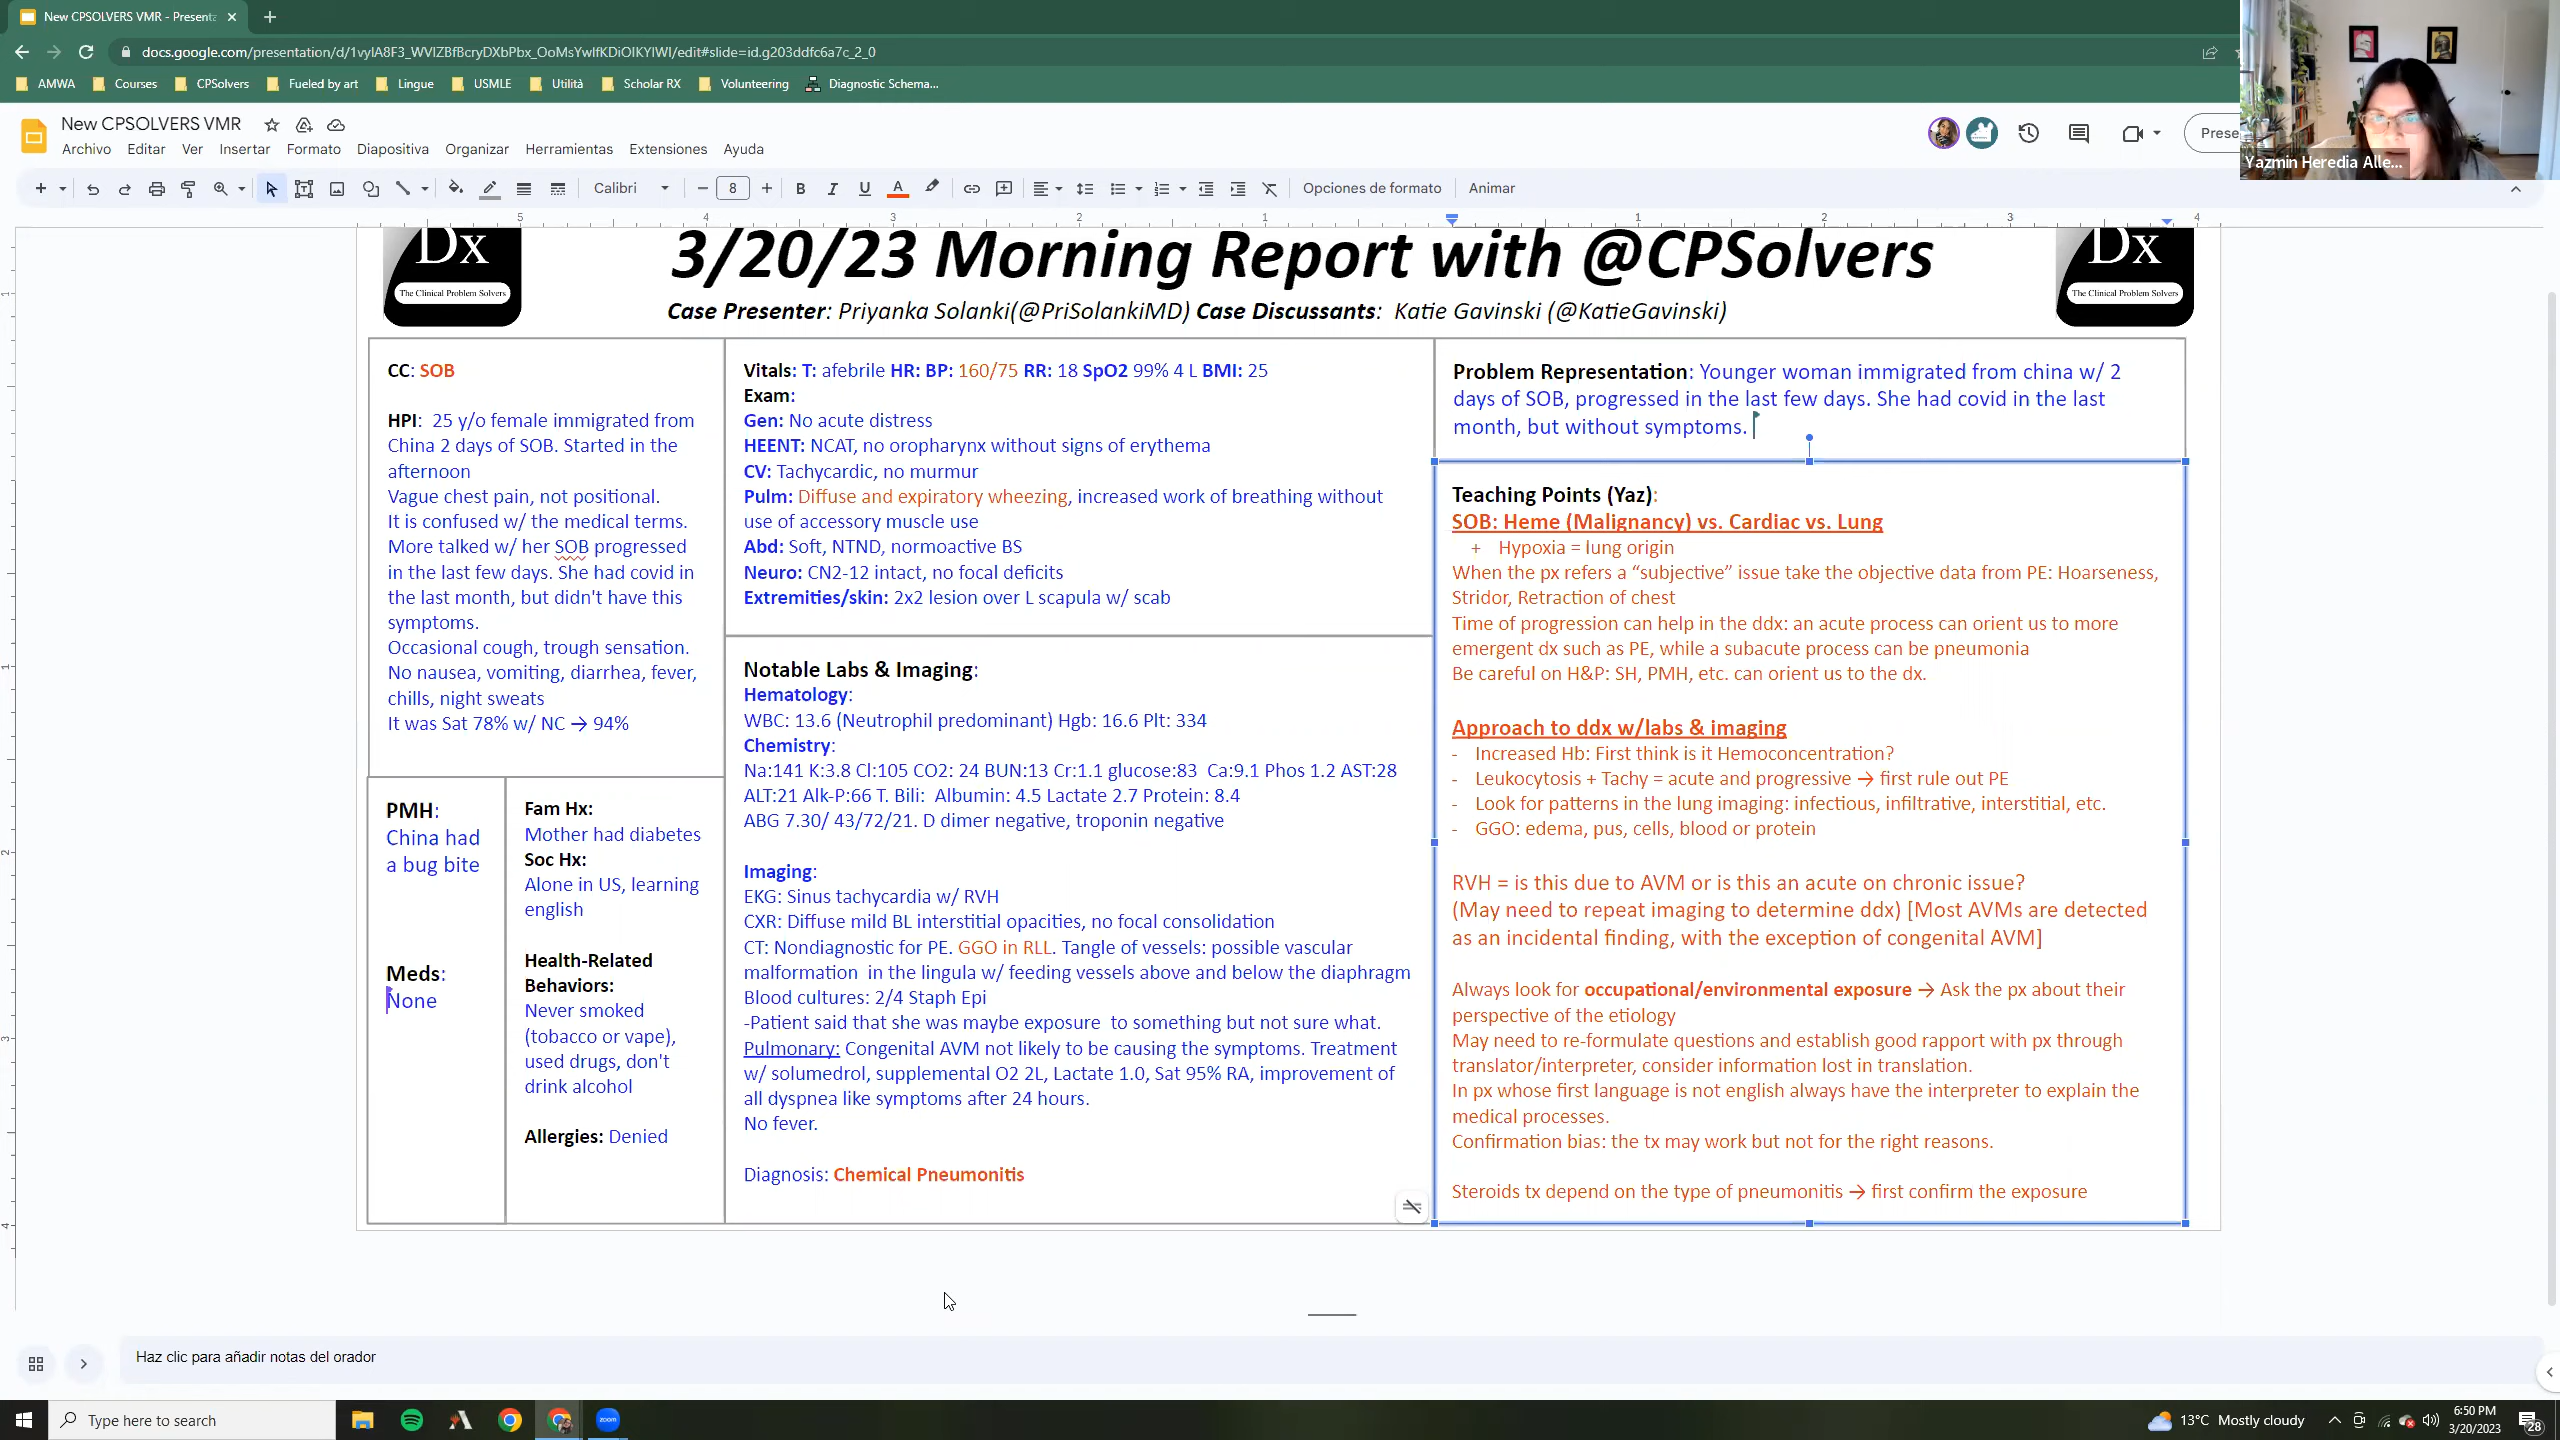 New CPSOLVERS VMR - Presenta
docs.google.com/presentation/d/1vylA8F3_WVIZBfBcryDXbPbx_OoMsYwlfKDiOIKYIWI/edit#slide=id.g203ddfc6a7c_2_0
AMWA Courses CPSolvers Fueled by art Lingue USMLE Utilità Scholar RX Volunteering Diagnostic Schema...
New CPSOLVERS VMR
Archivo Editar Ver Insertar Formato Diapositiva Organizar Herramientas Extensiones Ayuda
Prese
Yazmin Heredia Alle...
Calibri 8 Opciones de formato Animar
Dx
The Clinical Problem Solvers
3/20/23 Morning Report with @CPSolvers
Case Presenter: Priyanka Solanki(@PriSolankiMD) Case Discussants: Katie Gavinski (@KatieGavinski)
Dx
The Clinical Problem Solvers
CC: SOB
HPI: 25 y/o female immigrated from
China 2 days of SOB. Started in the
afternoon
Vague chest pain, not positional.
It is confused w/ the medical terms.
More talked w/ her SOB progressed
in the last few days. She had covid in
the last month, but didn't have this
symptoms.
Occasional cough, trough sensation.
No nausea, vomiting, diarrhea, fever,
chills, night sweats
It was Sat 78% w/ NC → 94%
PMH:
China had
a bug bite
Meds:
None
Fam Hx:
Mother had diabetes
Soc Hx:
Alone in US, learning
english
Health-Related
Behaviors:
Never smoked
(tobacco or vape),
used drugs, don't
drink alcohol
Allergies: Denied
Vitals: T: afebrile HR: BP: 160/75 RR: 18 SpO2 99% 4 L BMI: 25
Exam:
Gen: No acute distress
HEENT: NCAT, no oropharynx without signs of erythema
CV: Tachycardic, no murmur
Pulm: Diffuse and expiratory wheezing, increased work of breathing without
use of accessory muscle use
Abd: Soft, NTND, normoactive BS
Neuro: CN2-12 intact, no focal deficits
Extremities/skin: 2x2 lesion over L scapula w/ scab
Notable Labs & Imaging:
Hematology:
WBC: 13.6 (Neutrophil predominant) Hgb: 16.6 Plt: 334
Chemistry:
Na:141 K:3.8 Cl:105 CO2: 24 BUN:13 Cr:1.1 glucose:83 Ca:9.1 Phos 1.2 AST:28
ALT:21 Alk-P:66 T. Bili: Albumin: 4.5 Lactate 2.7 Protein: 8.4
ABG 7.30/ 43/72/21. D dimer negative, troponin negative
Imaging:
EKG: Sinus tachycardia w/ RVH
CXR: Diffuse mild BL interstitial opacities, no focal consolidation
CT: Nondiagnostic for PE. GGO in RLL. Tangle of vessels: possible vascular
malformation in the lingula w/ feeding vessels above and below the diaphragm
Blood cultures: 2/4 Staph Epi
-Patient said that she was maybe exposure to something but not sure what.
Pulmonary: Congenital AVM not likely to be causing the symptoms. Treatment
w/ solumedrol, supplemental O2 2L, Lactate 1.0, Sat 95% RA, improvement of
all dyspnea like symptoms after 24 hours.
No fever.
Diagnosis: Chemical Pneumonitis
Problem Representation: Younger woman immigrated from china w/ 2
days of SOB, progressed in the last few days. She had covid in the last
month, but without symptoms.
Teaching Points (Yaz):
SOB: Heme (Malignancy) vs. Cardiac vs. Lung
+ Hypoxia = lung origin
When the px refers a “subjective” issue take the objective data from PE: Hoarseness,
Stridor, Retraction of chest
Time of progression can help in the ddx: an acute process can orient us to more
emergent dx such as PE, while a subacute process can be pneumonia
Be careful on H&P: SH, PMH, etc. can orient us to the dx.
Approach to ddx w/labs & imaging
- Increased Hb: First think is it Hemoconcentration?
- Leukocytosis + Tachy = acute and progressive → first rule out PE
- Look for patterns in the lung imaging: infectious, infiltrative, interstitial, etc.
- GGO: edema, pus, cells, blood or protein
RVH = is this due to AVM or is this an acute on chronic issue?
(May need to repeat imaging to determine ddx) [Most AVMs are detected
as an incidental finding, with the exception of congenital AVM]
Always look for occupational/environmental exposure → Ask the px about their
perspective of the etiology
May need to re-formulate questions and establish good rapport with px through
translator/interpreter, consider information lost in translation.
In px whose first language is not english always have the interpreter to explain the
medical processes.
Confirmation bias: the tx may work but not for the right reasons.
Steroids tx depend on the type of pneumonitis → first confirm the exposure
Haz clic para añadir notas del orador
Type here to search
zoom
13°C Mostly cloudy
6:50 PM
3/20/2023
28